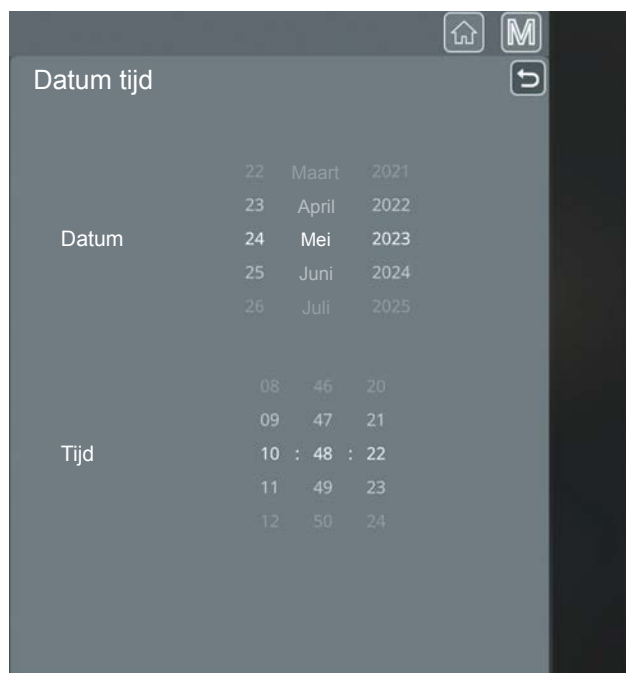 M
Datum tijd
22 Maart 2021
23 April 2022
Datum 24 Mei 2023
25 Juni 2024
26 Juli 2025
08 46 20
09 47 21
Tijd 10 : 48 : 22
11 49 23
12 50 24